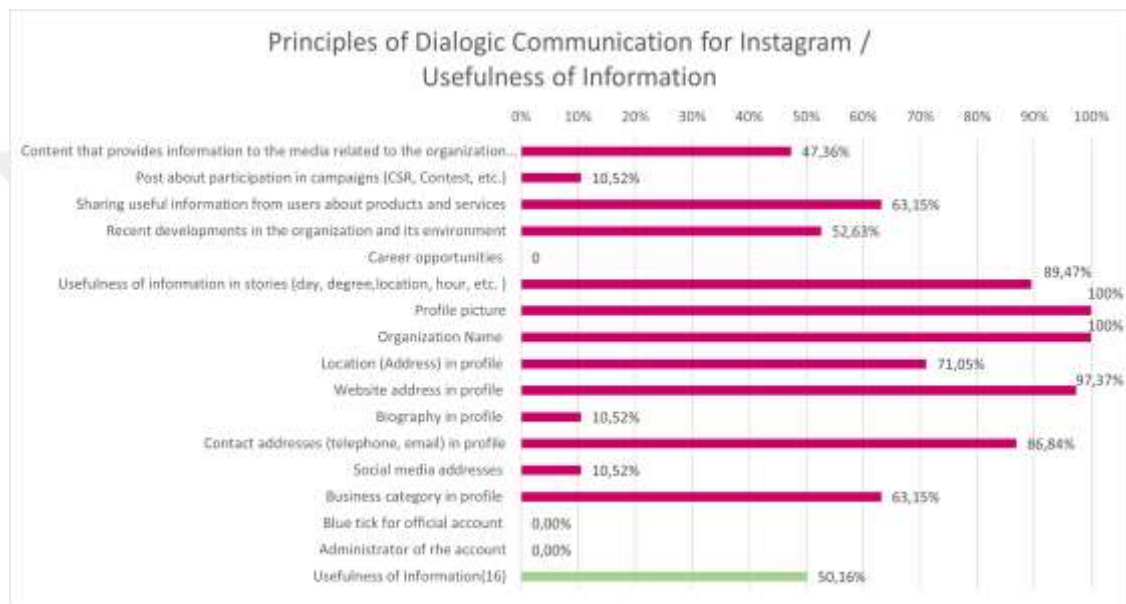 Principles of Dialogic Communication for Instagram /
Usefulness of Information
0% 10% 20% 30% 40% 50% 60% 70% 80% 90% 100%
Content that provides information to the media related to the organization... 47,36%
Post about participation in campaigns (CSR, Contest, etc.) 10,52%
Sharing useful information from users about products and services 63,15%
Recent developments in the organization and its environment 52,63%
Career opportunities 0
Usefulness of information in stories (day, degree,location, hour, etc. ) 89,47%
Profile picture 100%
Organization Name 100%
Location (Address) in profile 71,05%
Website address in profile 97,37%
Biography in profile 10,52%
Contact addresses (telephone, email) in profile 86,84%
Social media addresses 10,52%
Business category in profile 63,15%
Blue tick for official account 0,00%
Administrator of rhe account 0,00%
Usefulness of Information(16) 50,16%